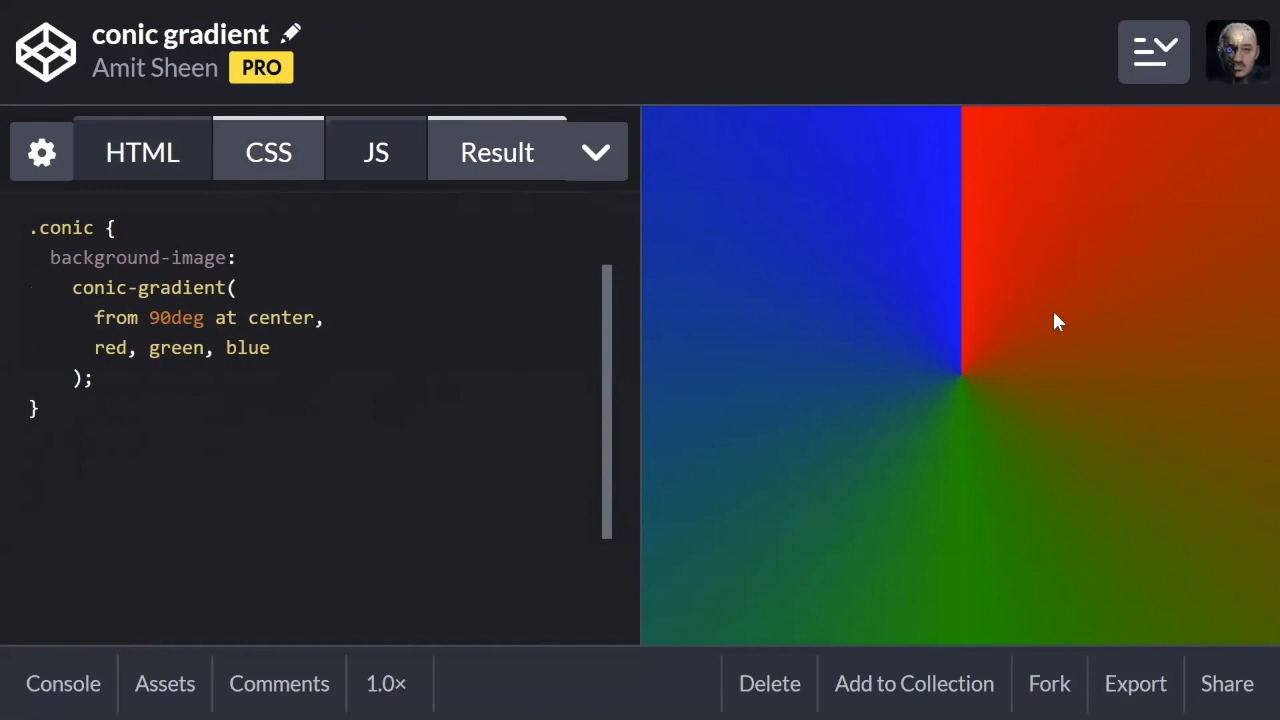 conic gradient
Amit Sheen PRO
HTML CSS JS Result
.conic {
background-image:
conic-gradient(
from 90deg at center,
red, green, blue
);
}
Console Assets Comments 1.0× Delete Add to Collection Fork Export Share